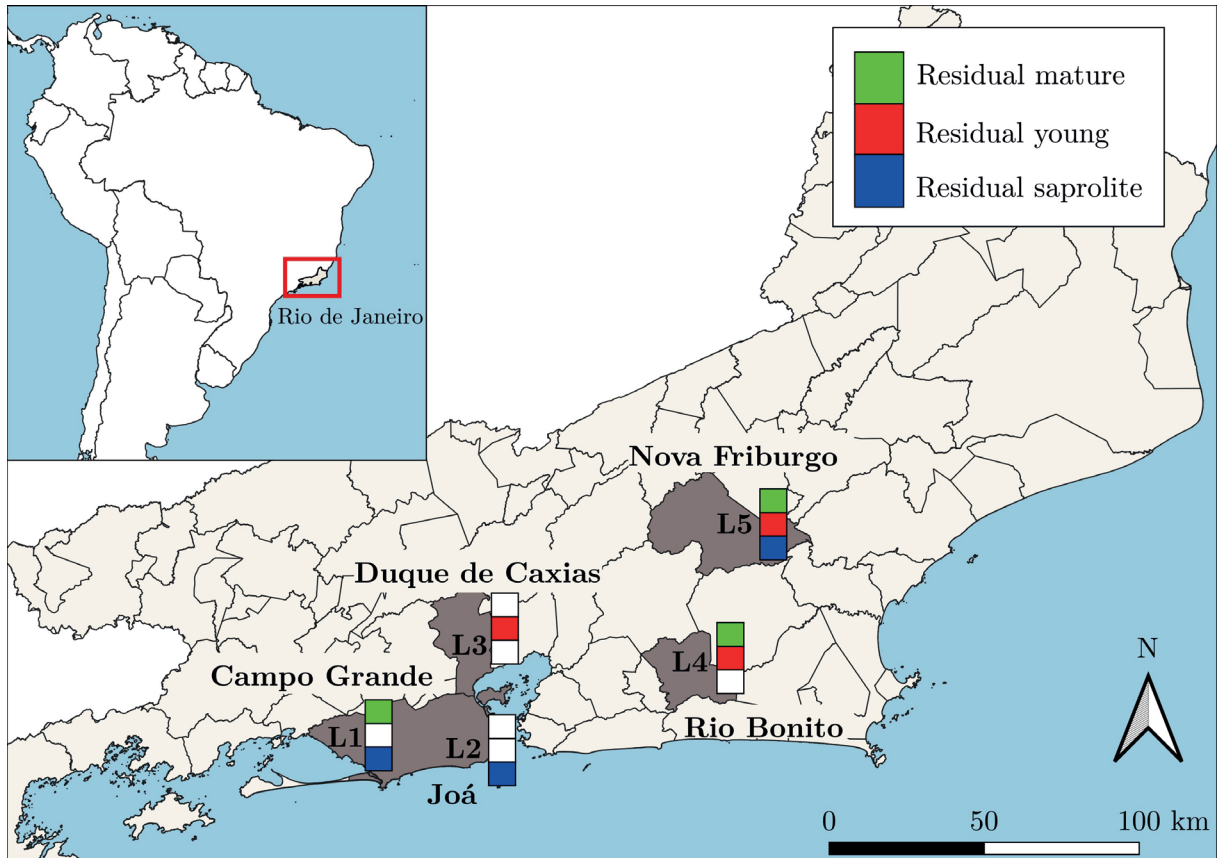 Rio de Janeiro
Residual mature
Residual young
Residual saprolite
Nova Friburgo
L5
Duque de Caxias
L3
L4
Campo Grande
L1
L2
Rio Bonito
Joá
N
0 50 100 km